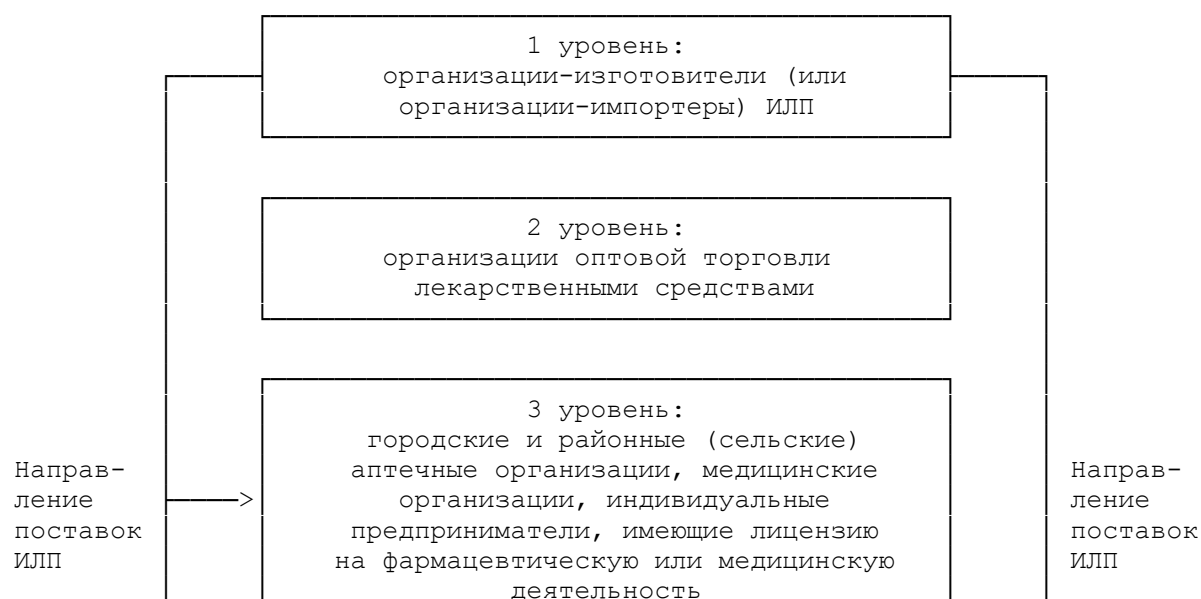 1 уровень:
организации-изготовители (или
организации-импортеры) ИЛП
2 уровень:
организации оптовой торговли
лекарственными средствами
3 уровень:
городские и районные (сельские)
аптечные организации, медицинские
организации, индивидуальные
предприниматели, имеющие лицензию
на фармацевтическую или медицинскую
деятельность
Направ-
ление
поставок
ИЛП
Направ-
ление
поставок
ИЛП